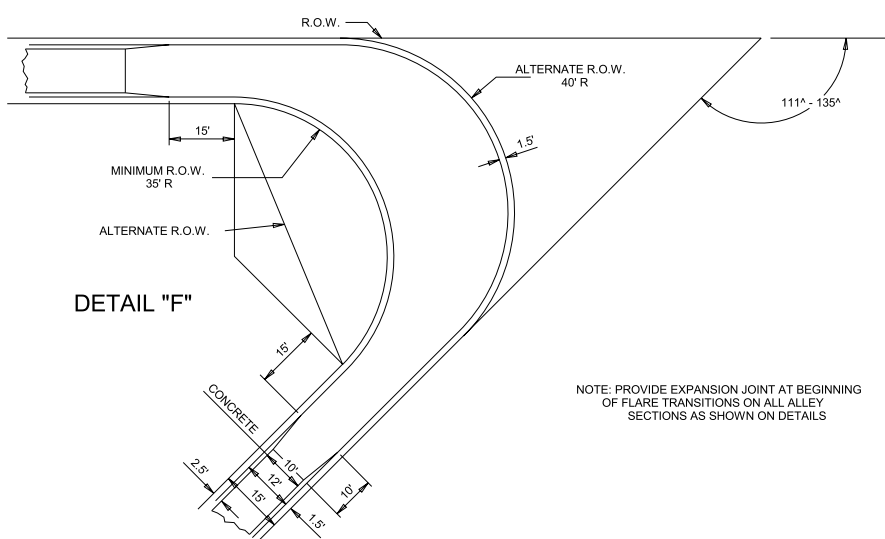 R.O.W.
ALTERNATE R.O.W.
40' R
111^ - 135^
15'
1.5'
MINIMUM R.O.W.
35' R
ALTERNATE R.O.W.
DETAIL "F"
15'
NOTE: PROVIDE EXPANSION JOINT AT BEGINNING
OF FLARE TRANSITIONS ON ALL ALLEY
SECTIONS AS SHOWN ON DETAILS
CONCRETE
2.5'
10'
12'
15'
10'
1.5'